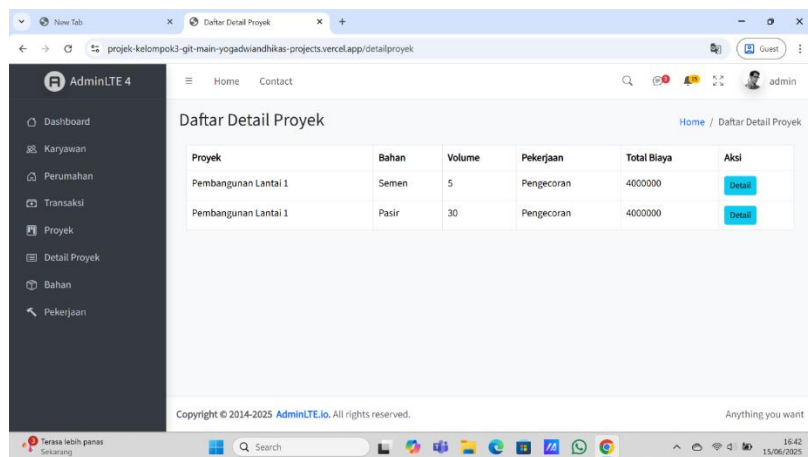 New Tab
Daftar Detail Proyek
projek-kelompok3-git-main-yogadwiandhikas-projects.vercel.app/detailproyek
Guest
AdminLTE 4
Home Contact
3
15
admin
Dashboard
Karyawan
Perumahan
Transaksi
Proyek
Detail Proyek
Bahan
Pekerjaan
Daftar Detail Proyek
Home / Daftar Detail Proyek
Proyek Bahan Volume Pekerjaan Total Biaya Aksi
Pembangunan Lantai 1 Semen 5 Pengecoran 4000000 Detail
Pembangunan Lantai 1 Pasir 30 Pengecoran 4000000 Detail
Copyright © 2014-2025 AdminLTE.io. All rights reserved.
Anything you want
3
Terasa lebih panas
Sekarang
Search
16:42
15/06/2025